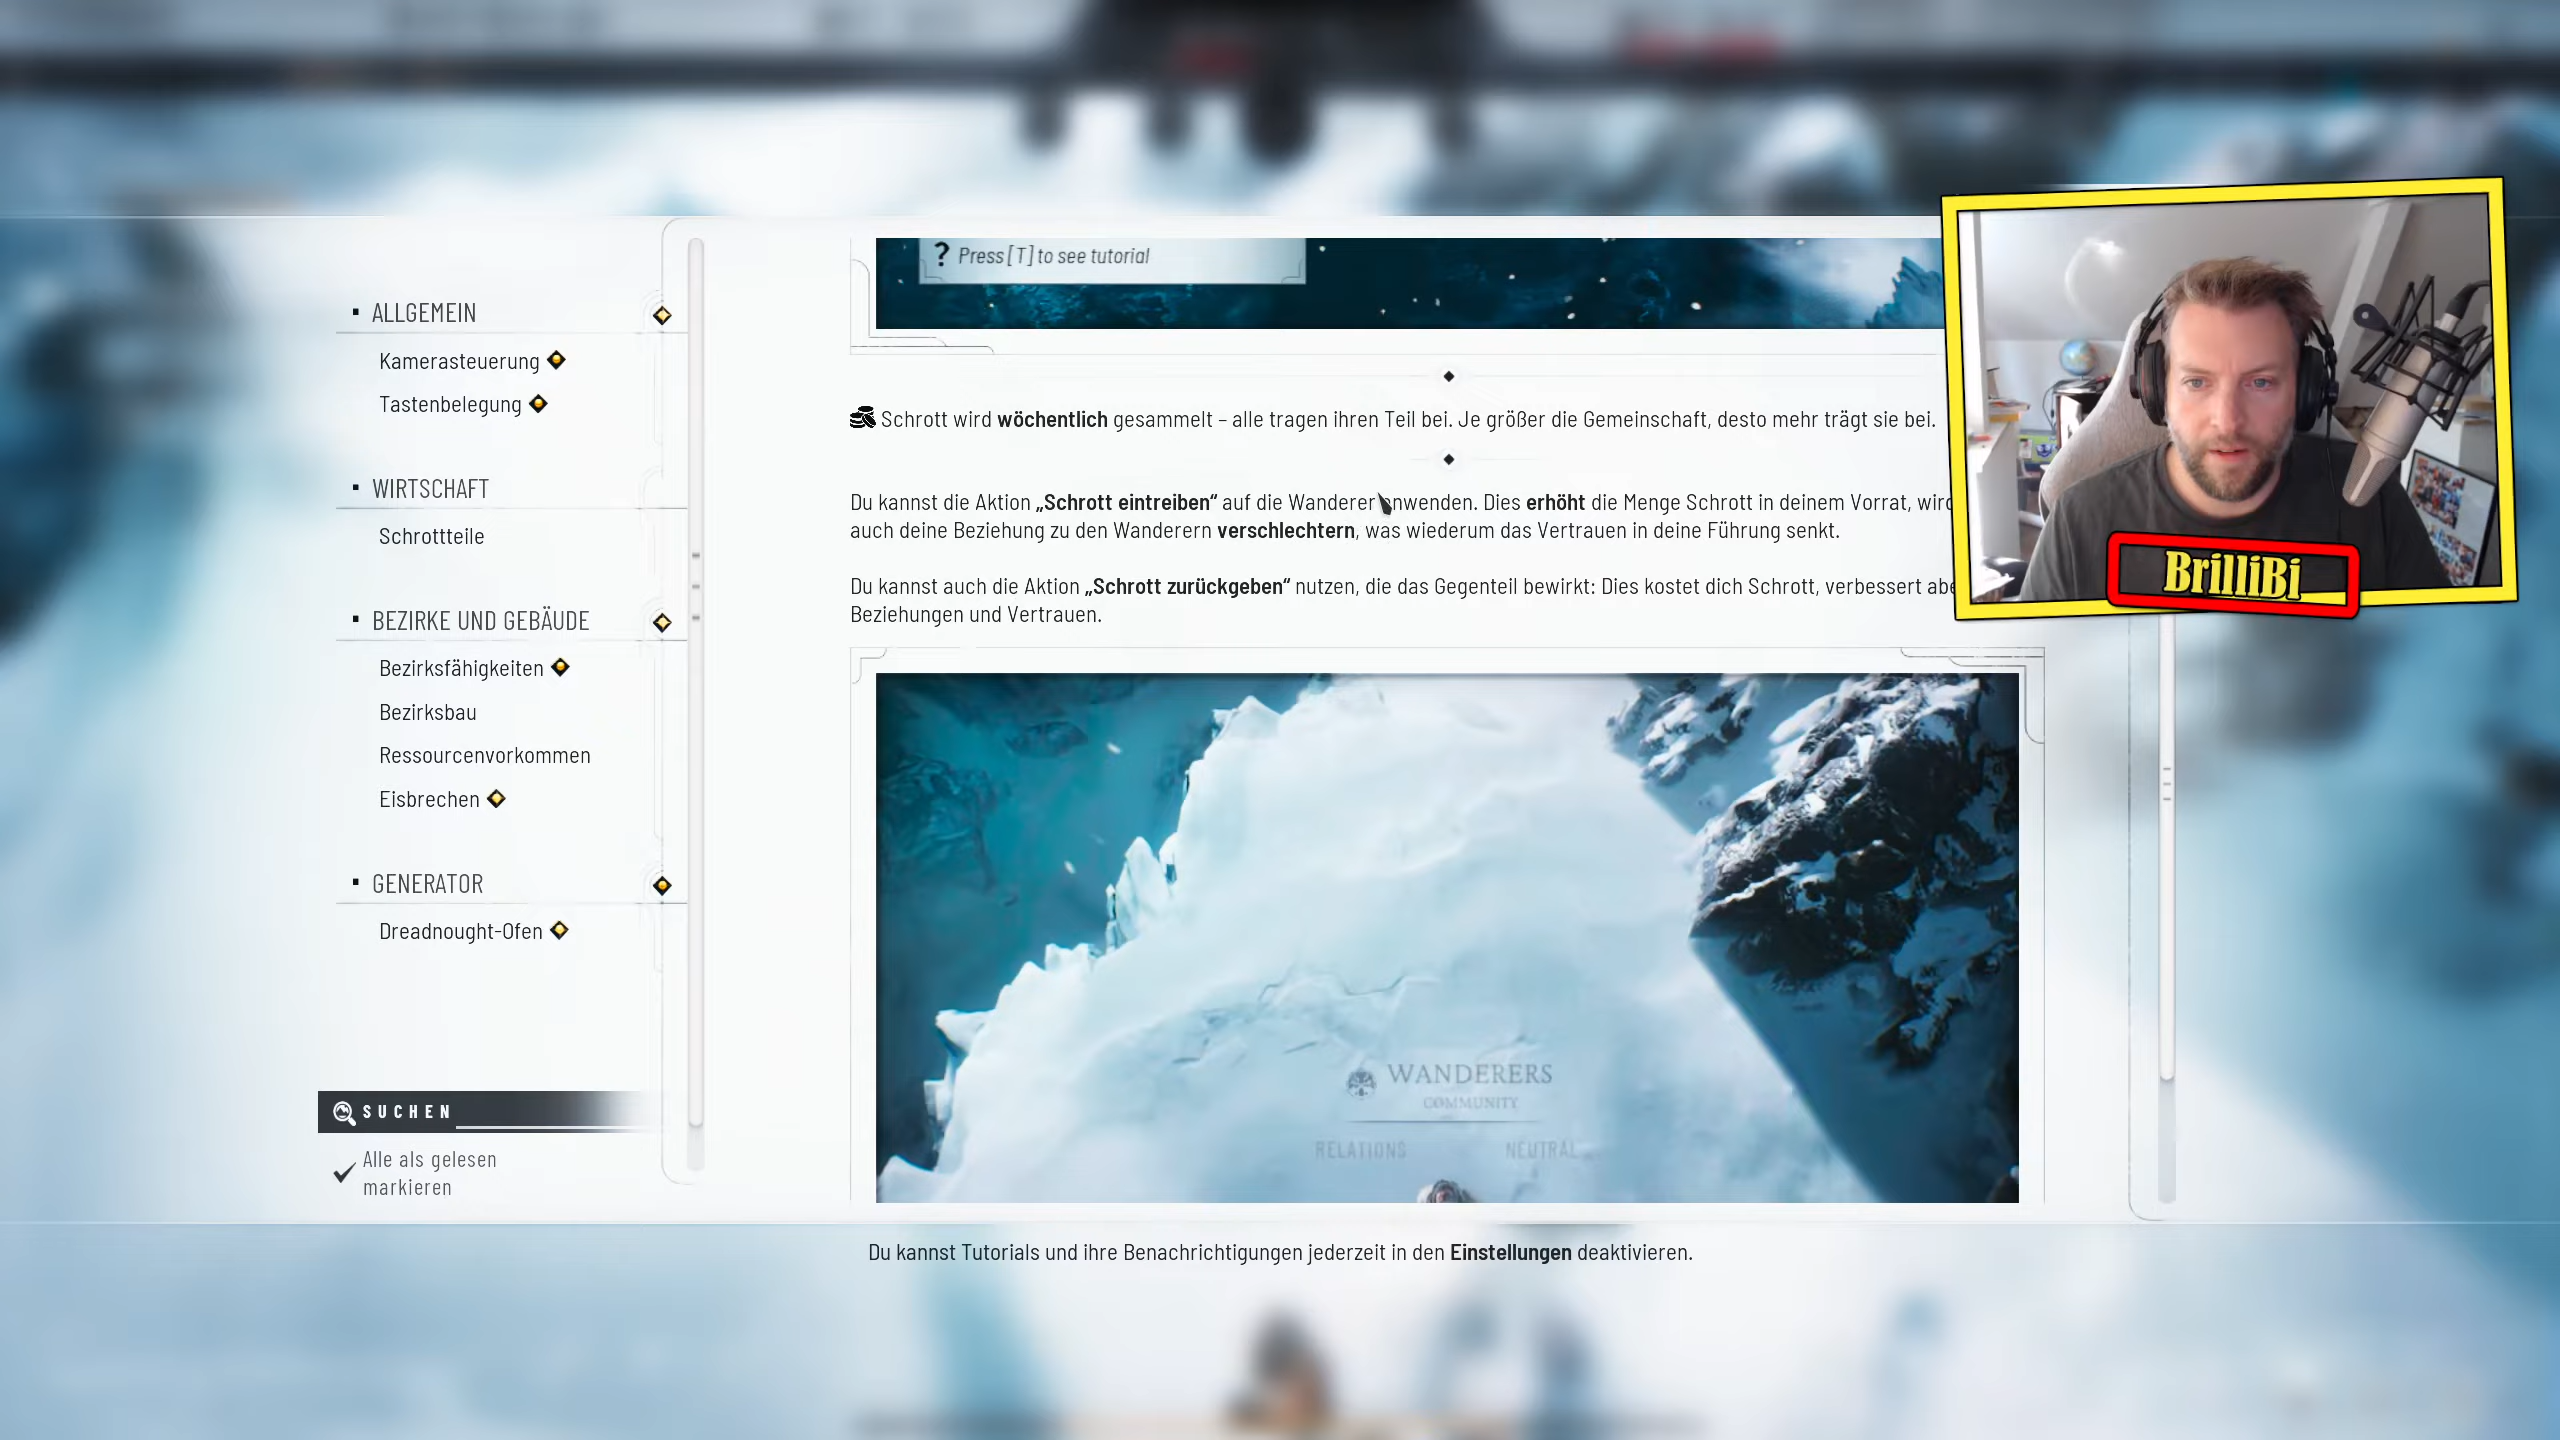 ALLGEMEIN
Kamerasteuerung
Tastenbelegung
WIRTSCHAFT
Schrottteile
BEZIRKE UND GEBÄUDE
Bezirksfähigkeiten
Bezirksbau
Ressourcenvorkommen
Eisbrechen
GENERATOR
Dreadnought-Ofen
SUCHEN
Alle als gelesen
markieren
? Press [T] to see tutorial
Schrott wird wöchentlich gesammelt – alle tragen ihren Teil bei. Je größer die Gemeinschaft, desto mehr trägt sie bei.
Du kannst die Aktion „Schrott eintreiben“ auf die Wanderer anwenden. Dies erhöht die Menge Schrott in deinem Vorrat, wird
auch deine Beziehung zu den Wanderern verschlechtern, was wiederum das Vertrauen in deine Führung senkt.
Du kannst auch die Aktion „Schrott zurückgeben“ nutzen, die das Gegenteil bewirkt: Dies kostet dich Schrott, verbessert
Beziehungen und Vertrauen.
WANDERERS
COMMUNITY
RELATIONS NEUTRAL
Du kannst Tutorials und ihre Benachrichtigungen jederzeit in den Einstellungen deaktivieren.
BrilliBi